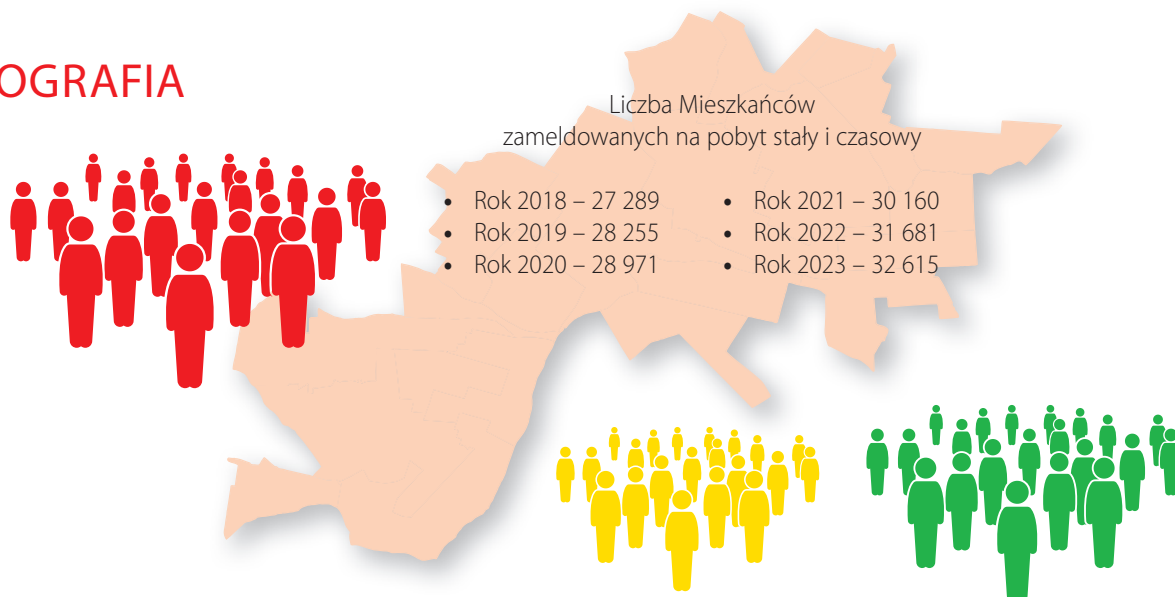 OGRAFIA
Liczba Mieszkańców
zameldowanych na pobyt stały i czasowy
• Rok 2018 – 27 289
• Rok 2019 – 28 255
• Rok 2020 – 28 971
• Rok 2021 – 30 160
• Rok 2022 – 31 681
• Rok 2023 – 32 615